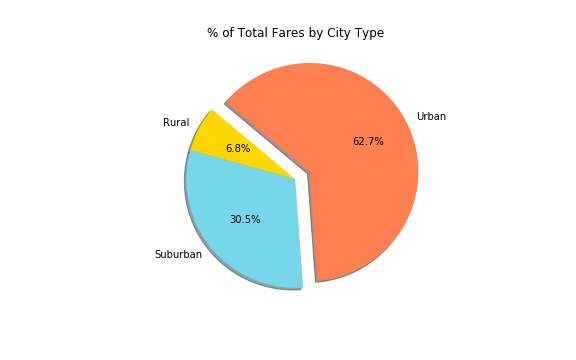 % of Total Fares by City Type
Urban
62.7%
Rural
6.8%
30.5%
Suburban